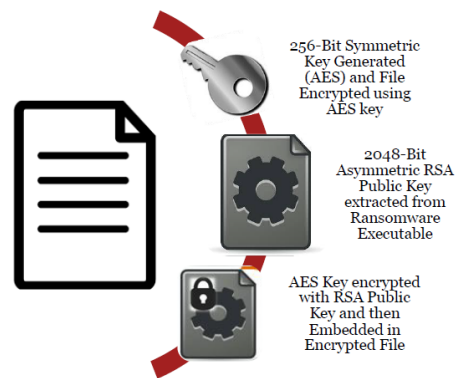 256-Bit Symmetric
Key Generated
(AES) and File
Encrypted using
AES key
2048-Bit
Asymmetric RSA
Public Key
extracted from
Ransomware
Executable
AES Key encrypted
with RSA Public
Key and then
Embedded in
Encrypted File